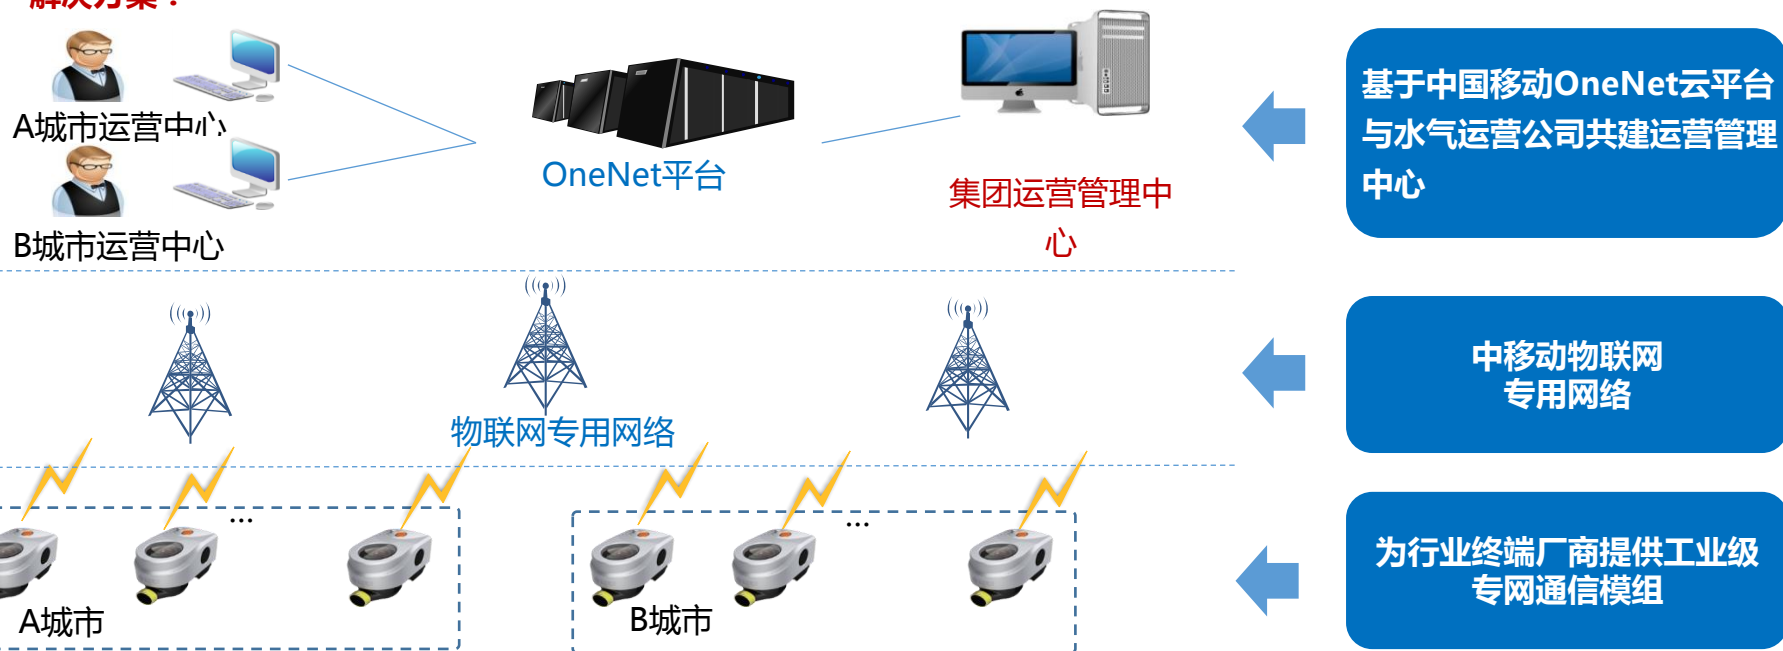 解决方案：
A城市运营中心
B城市运营中心
OneNet平台
集团运营管理中
心
基于中国移动OneNet云平台
与水气运营公司共建运营管理
中心
物联网专用网络
中移动物联网
专用网络
...
...
A城市
B城市
为行业终端厂商提供工业级
专网通信模组